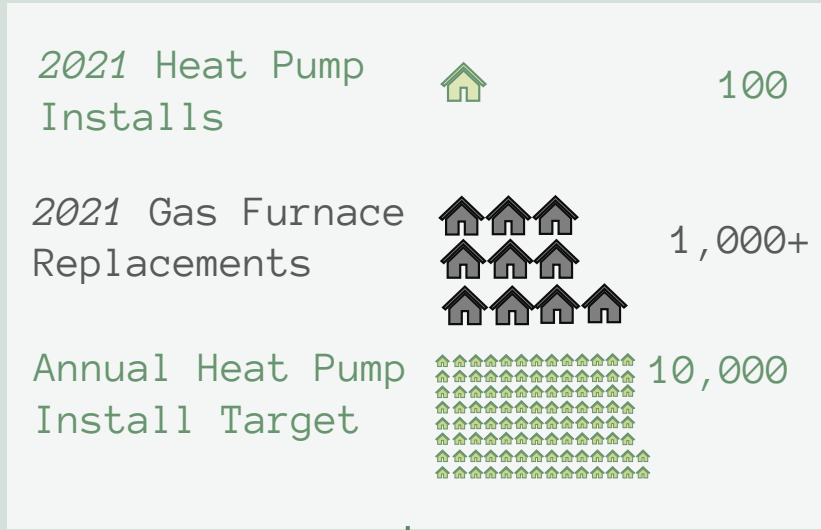 2021 Heat Pump
Installs
100
2021 Gas Furnace
Replacements
1,000+
Annual Heat Pump
Install Target
10,000